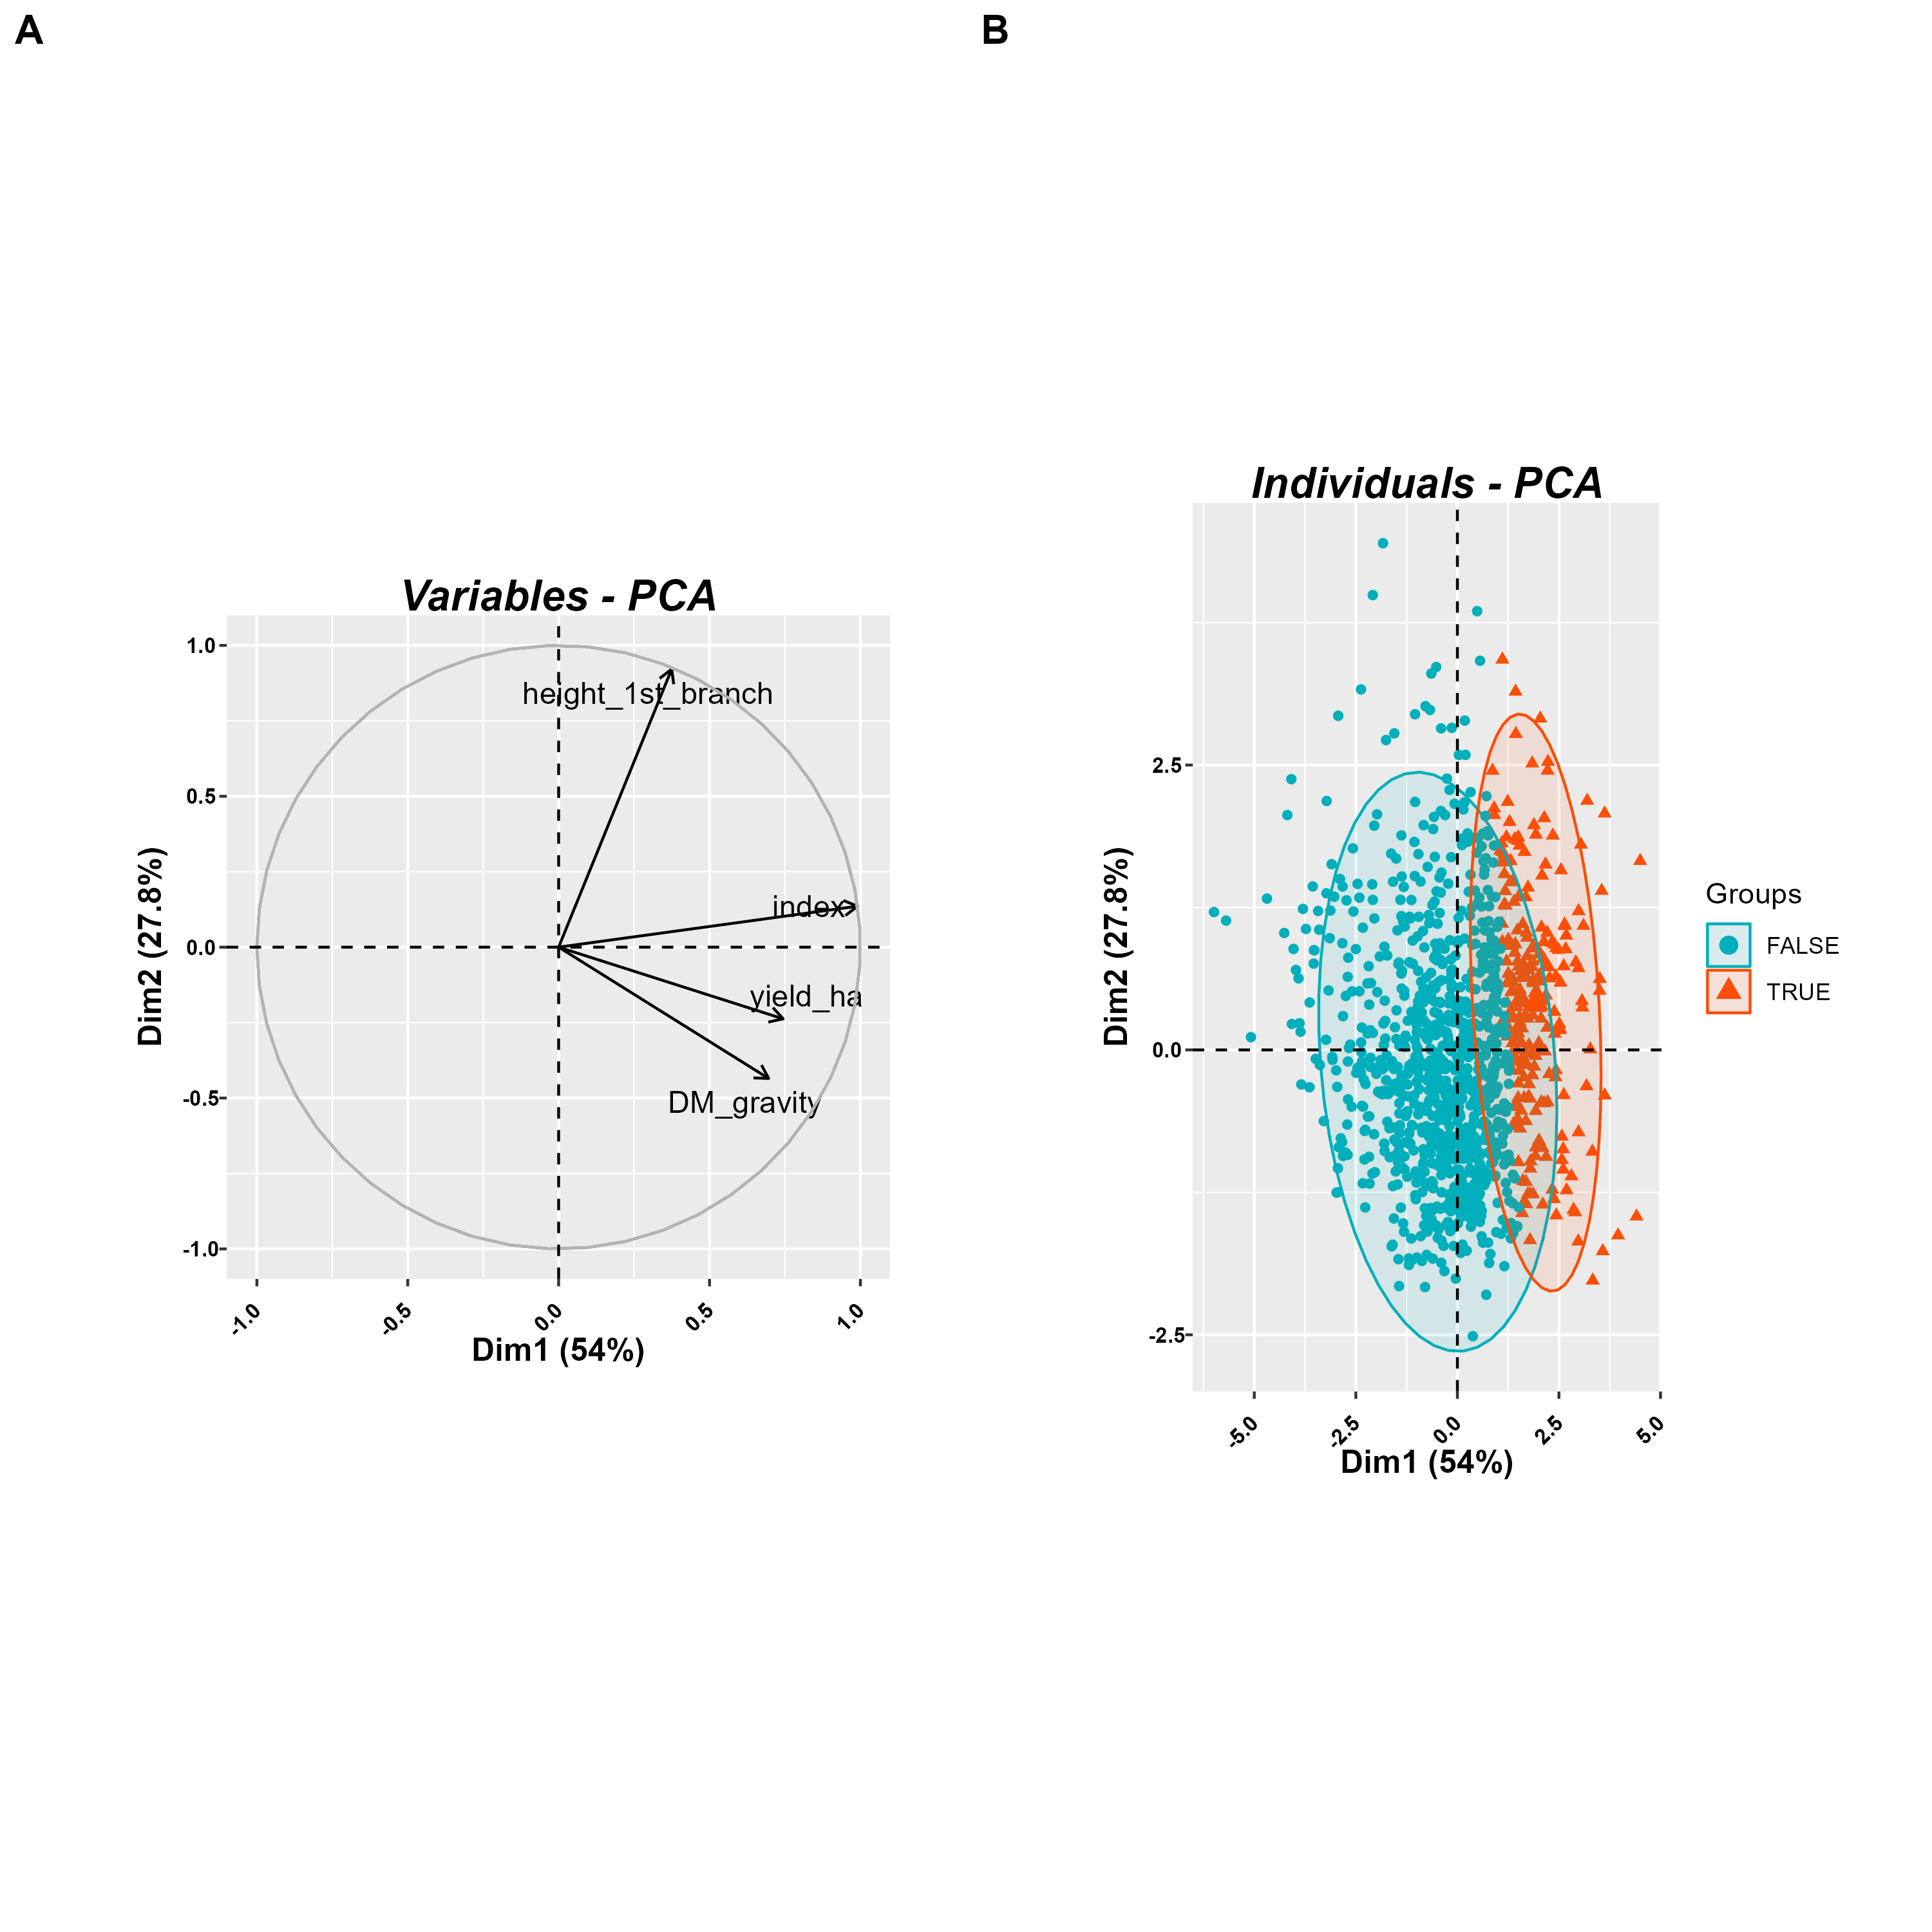 A
B
Variables - PCA
1.0
0.5
0.0
-0.5
-1.0
Dim2 (27.8%)
height_1st_branch
index
yield_ha
DM_gravity
-1.0
-0.5
0.0
0.5
1.0
Dim1 (54%)
Individuals - PCA
2.5
0.0
-2.5
Dim2 (27.8%)
-5.0
-2.5
0.0
2.5
5.0
Dim1 (54%)
Groups
FALSE
TRUE